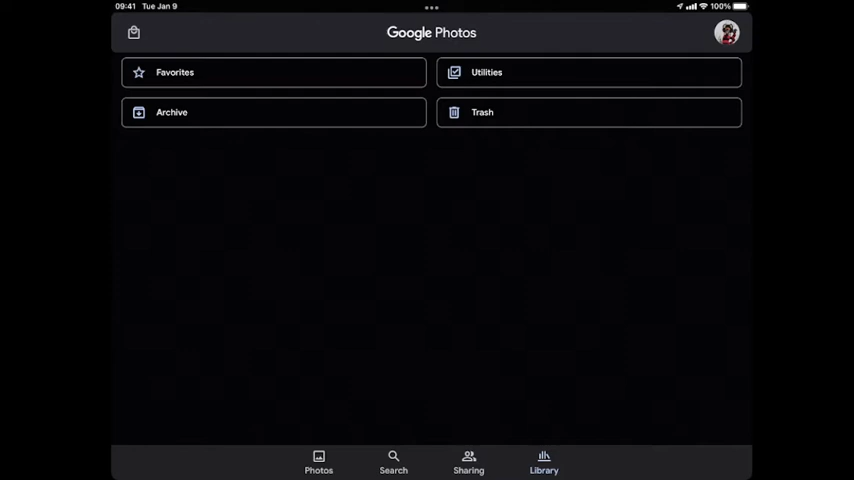 09:41 Tue Jan 9
100%
Google Photos
Favorites
Utilities
Archive
Trash
Photos
Search
Sharing
Library